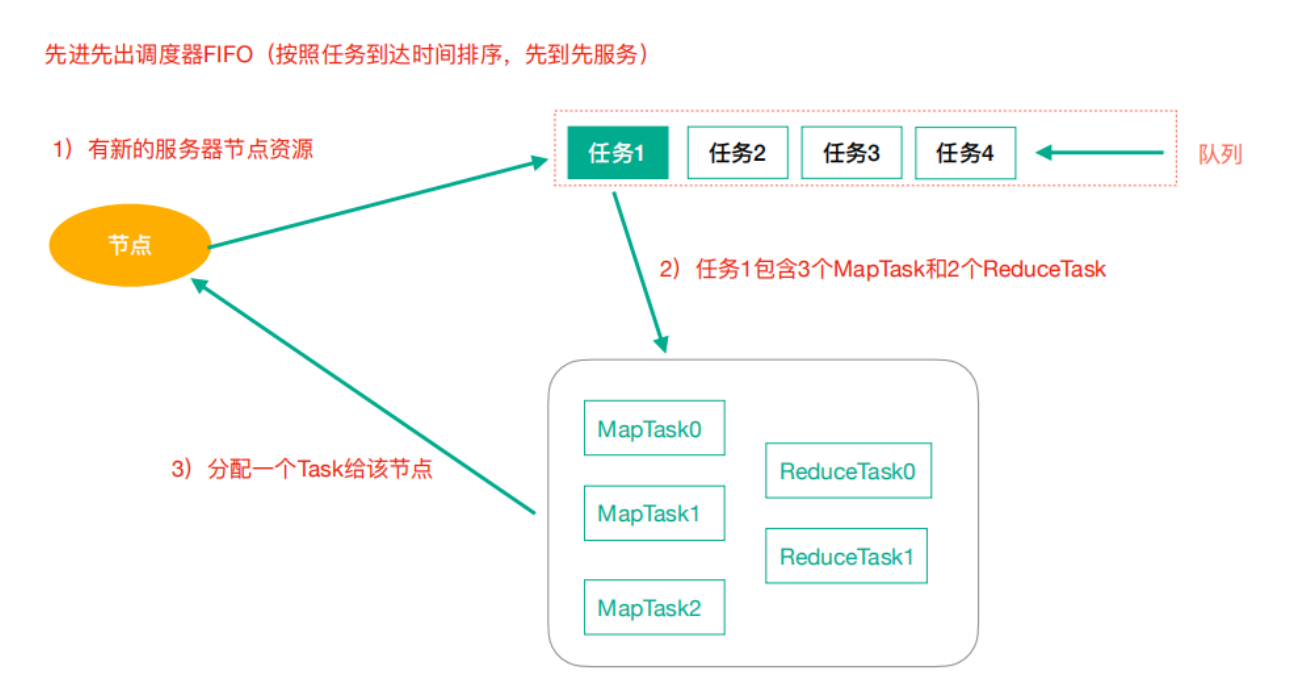 先进先出调度器FIFO（按照任务到达时间排序，先到先服务）
1）有新的服务器节点资源
任务1
任务2
任务3
任务4
队列
节点
2）任务1包含3个MapTask和2个ReduceTask
MapTask0
ReduceTask0
3）分配一个Task给该节点
MapTask1
ReduceTask1
MapTask2